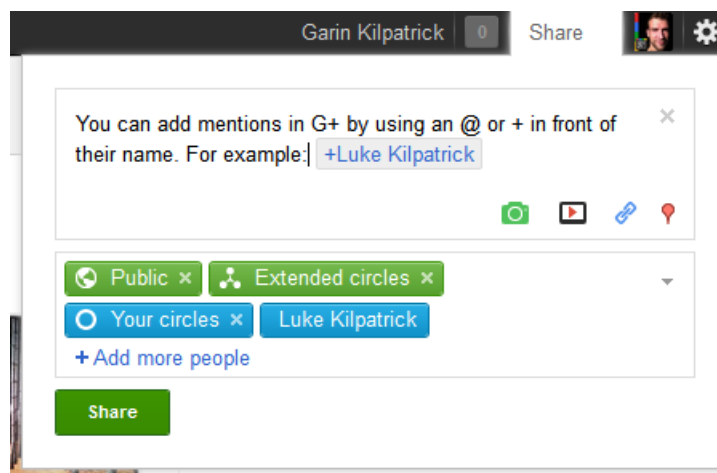 Garin Kilpatrick 0 Share
You can add mentions in G+ by using an @ or + in front of
their name. For example: +Luke Kilpatrick
Public × Extended circles ×
Your circles × Luke Kilpatrick
+ Add more people
Share